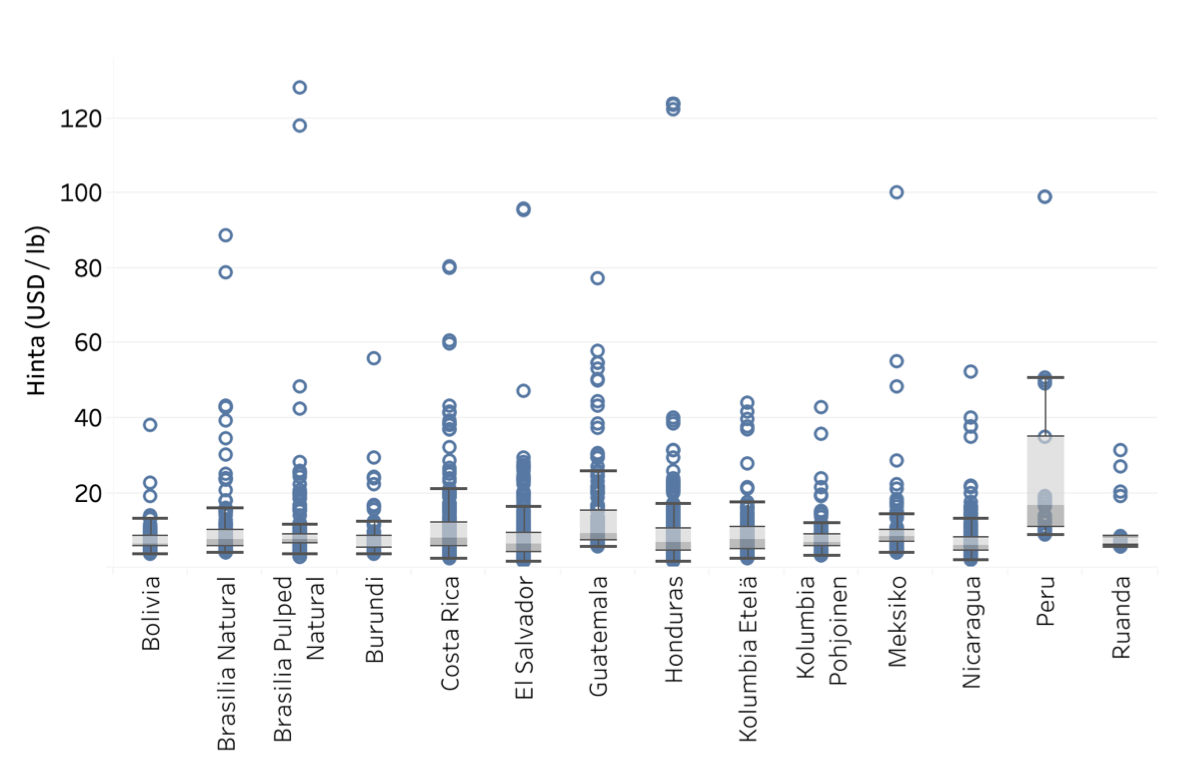 Hinta (USD / lb)
120
100
80
60
40
20
Bolivia
Brasilia Natural
Brasilia Pulped
Natural
Burundi
Costa Rica
El Salvador
Guatemala
Honduras
Kolumbia Etelä
Kolumbia
Pohjoinen
Meksiko
Nicaragua
Peru
Ruanda